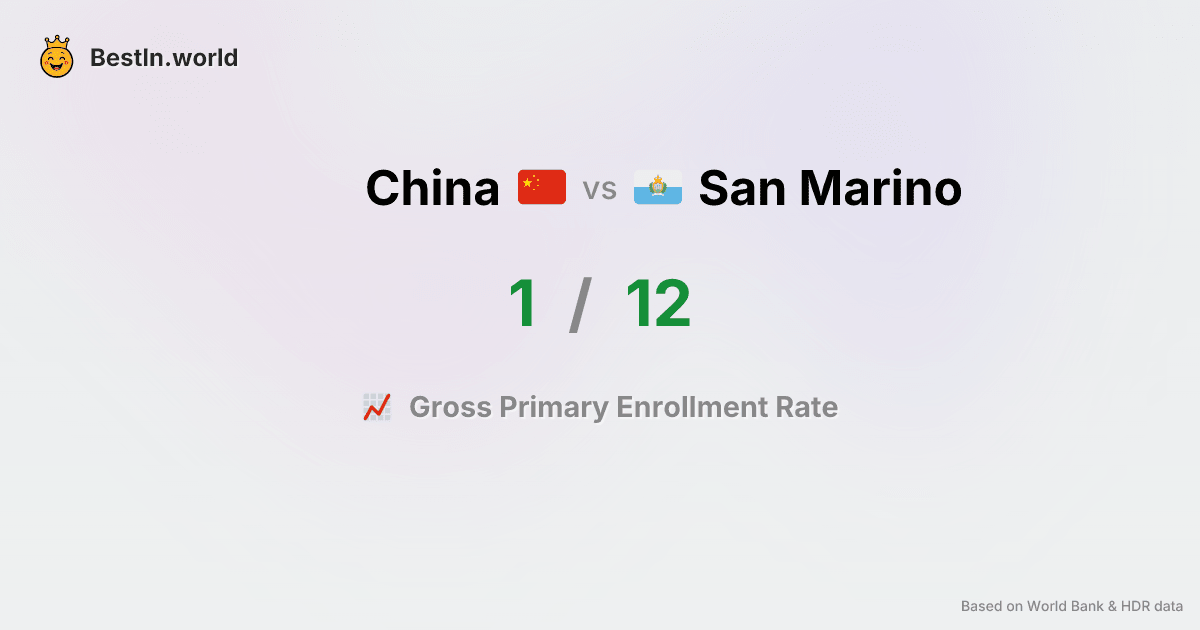 BestIn.world
China vs San Marino
1 / 12
Gross Primary Enrollment Rate
Based on World Bank & HDR data